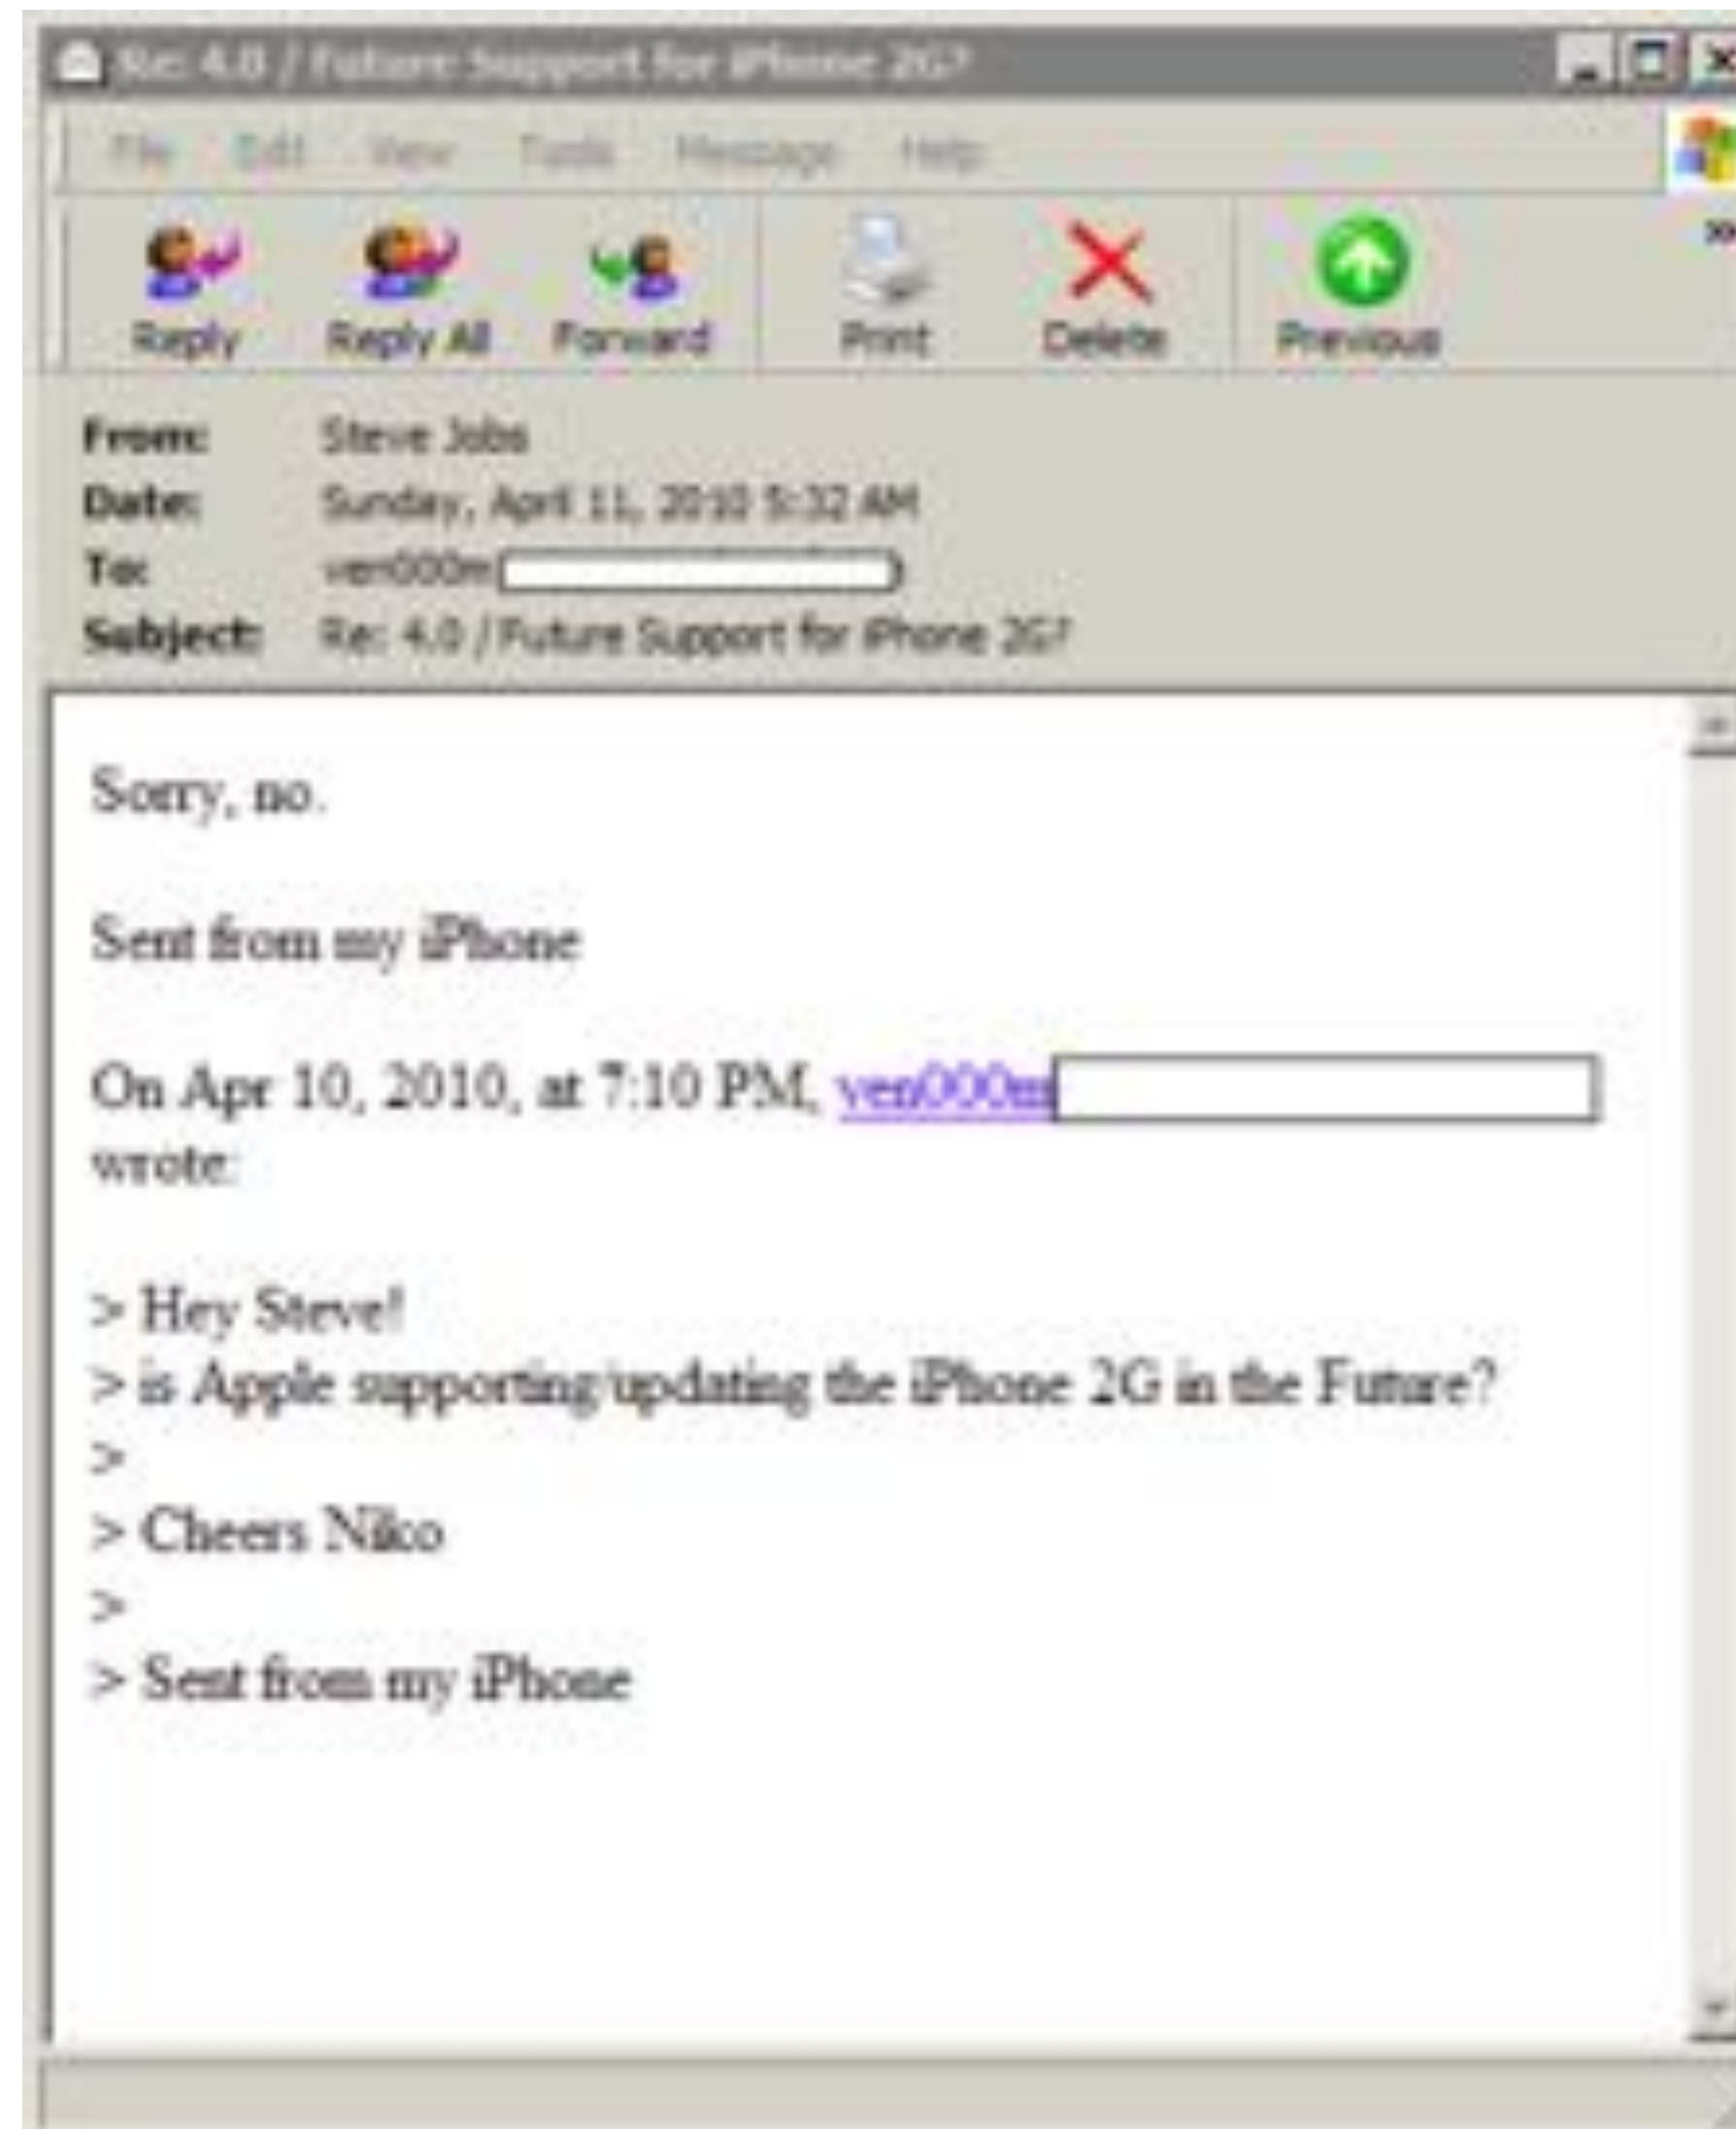 Re: 4.0 / Future Support for iPhone 2G?
File Edit View Tools Message Help
Reply Reply All Forward Print Delete Previous
From: Steve Jobs
Date: Sunday, April 11, 2010 5:32 AM
To: ven000m
Subject: Re: 4.0 / Future Support for iPhone 2G?
Sorry, no.
Sent from my iPhone
On Apr 10, 2010, at 7:10 PM, ven000m
wrote:
> Hey Steve!
> is Apple supporting/updating the iPhone 2G in the Future?
>
> Cheers Niko
>
> Sent from my iPhone